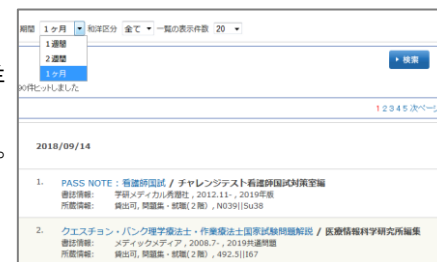 期間 1ヶ月 和洋区分 全て 一覧の表示件数 20
1週間
2週間
1ヶ月
検索
00件ヒットしました
1 2 3 4 5 次ページ
2018/09/14
1. PASS NOTE : 看護師国試 / チャレンジテスト看護師国試対策室編
書誌情報: 学研メディカル秀潤社 , 2012.11- , 2019年版
所蔵情報: 貸出可, 問題集・就職(2階) , N039||Su38
2. クエスチョン・バンク理学療法士・作業療法士国家試験問題解説 / 医療情報科学研究所編集
書誌情報: メディックメディア , 2008.7- , 2019共通問題
所蔵情報: 貸出可, 問題集・就職(2階) , 492.5||I67